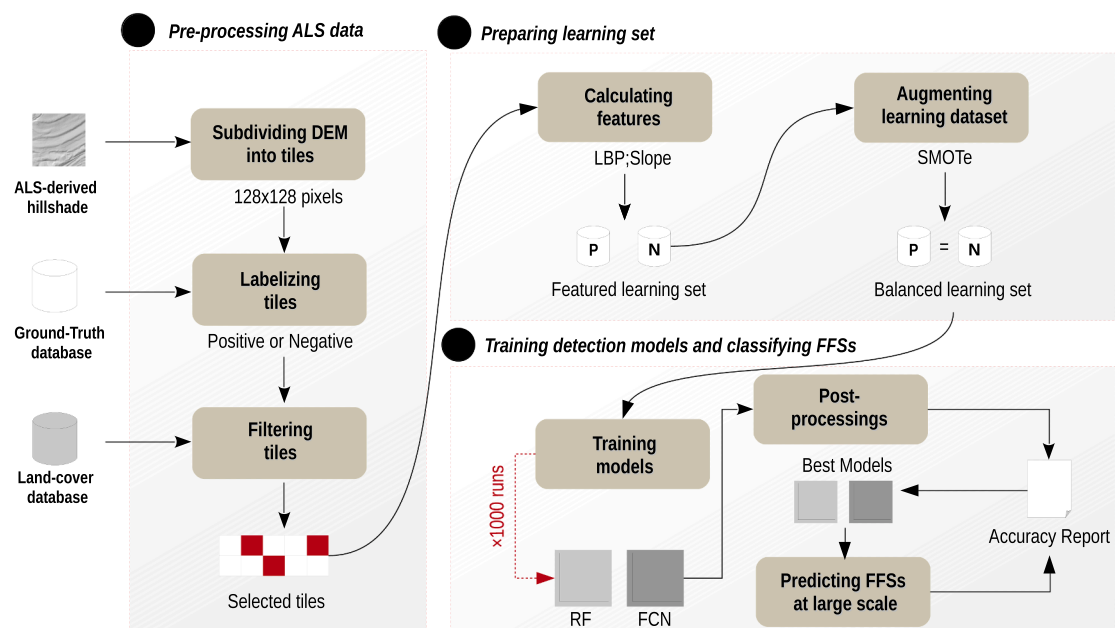 Pre-processing ALS data
Subdividing DEM
into tiles
128x128 pixels
ALS-derived
hillshade
Labelizing
tiles
Positive or Negative
Ground-Truth
database
Filtering
tiles
Land-cover
database
Selected tiles
Preparing learning set
Calculating
features
LBP;Slope
P
N
Featured learning set
Augmenting
learning dataset
SMOTe
P = N
Balanced learning set
Training detection models and classifying FFSs
Training
models
×1000 runs
RF
FCN
Post-
processings
Best Models
Accuracy Report
Predicting FFSs
at large scale